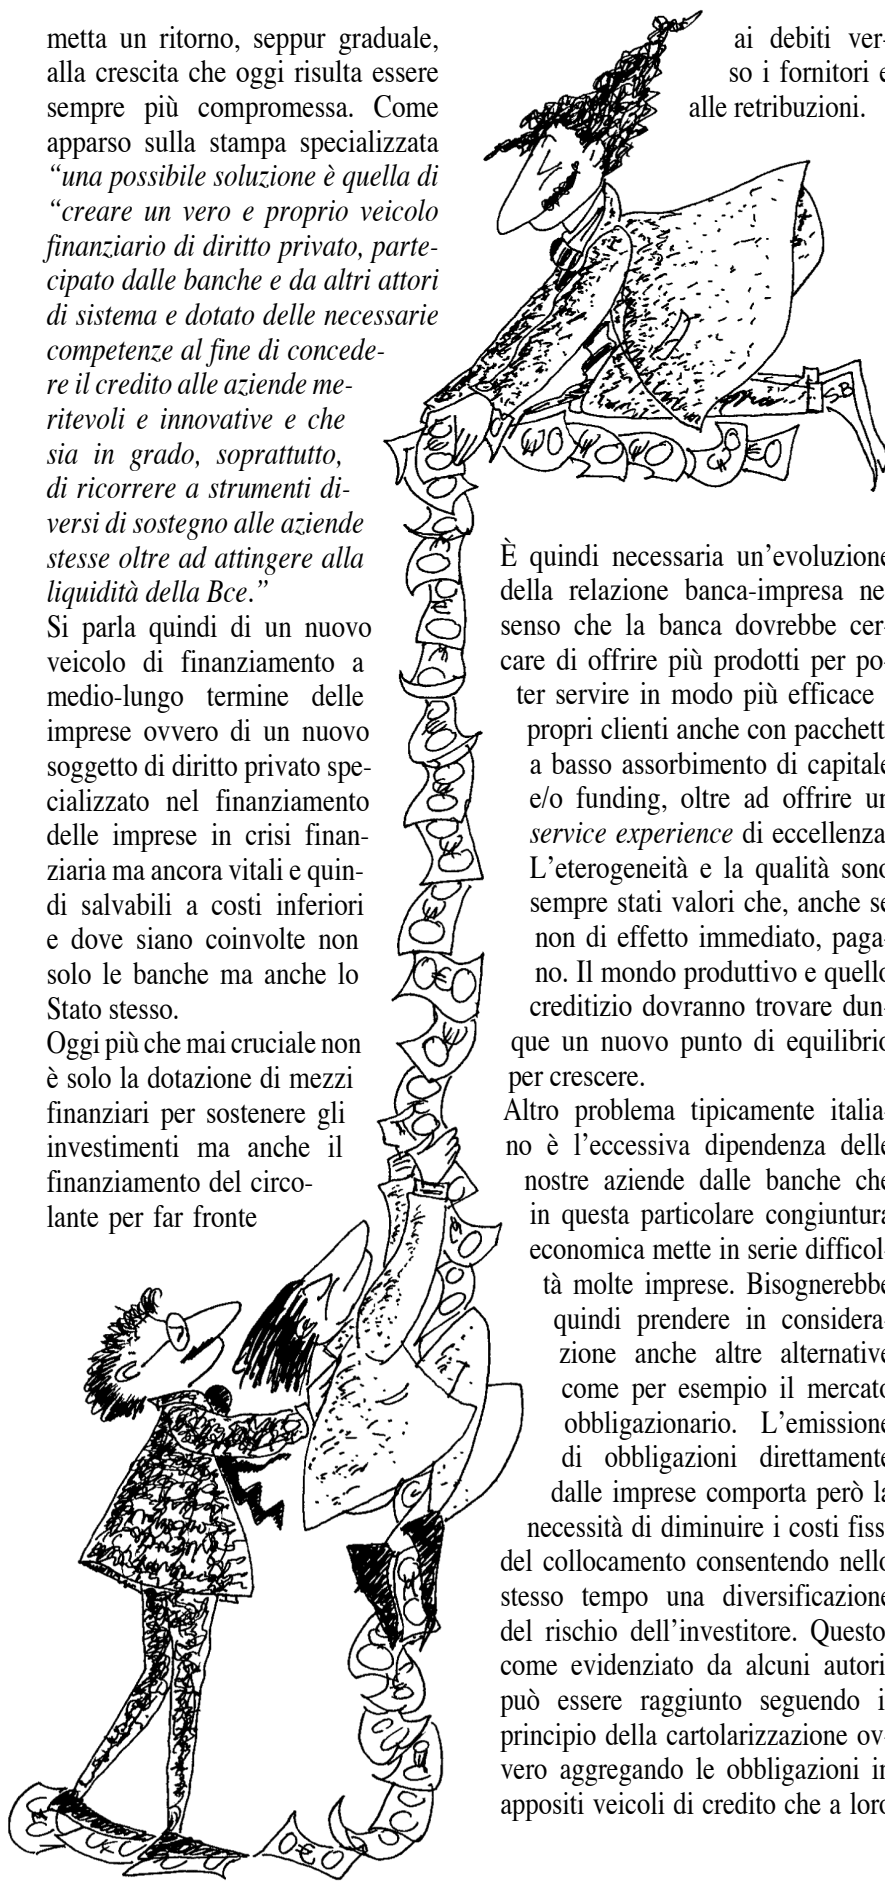 metta un ritorno, seppur graduale,
alla crescita che oggi risulta essere
sempre più compromessa. Come
apparso sulla stampa specializzata
“una possibile soluzione è quella di
“creare un vero e proprio veicolo
finanziario di diritto privato, parte-
cipato dalle banche e da altri attori
di sistema e dotato delle necessarie
competenze al fine di concede-
re il credito alle aziende me-
ritevoli e innovative e che
sia in grado, soprattutto,
di ricorrere a strumenti di-
versi di sostegno alle aziende
stesse oltre ad attingere alla
liquidità della Bce.”
Si parla quindi di un nuovo
veicolo di finanziamento a
medio-lungo termine delle
imprese ovvero di un nuovo
soggetto di diritto privato spe-
cializzato nel finanziamento
delle imprese in crisi finan-
ziaria ma ancora vitali e quin-
di salvabili a costi inferiori
e dove siano coinvolte non
solo le banche ma anche lo
Stato stesso.
Oggi più che mai cruciale non
è solo la dotazione di mezzi
finanziari per sostenere gli
investimenti ma anche il
finanziamento del circo-
lante per far fronte
ai debiti ver-
so i fornitori e
alle retribuzioni.
S.B
È quindi necessaria un’evoluzione
della relazione banca-impresa ne
senso che la banca dovrebbe cer-
care di offrire più prodotti per po-
ter servire in modo più efficace
propri clienti anche con pacchett
a basso assorbimento di capitale
e/o funding, oltre ad offrire un
service experience di eccellenza
L’eterogeneità e la qualità sono
sempre stati valori che, anche se
non di effetto immediato, paga-
no. Il mondo produttivo e quello
creditizio dovranno trovare dun-
que un nuovo punto di equilibrio
per crescere.
Altro problema tipicamente italia-
no è l’eccessiva dipendenza delle
nostre aziende dalle banche che
in questa particolare congiuntura
economica mette in serie difficol-
tà molte imprese. Bisognerebbe
quindi prendere in considera-
zione anche altre alternative
come per esempio il mercato
obbligazionario. L’emissione
di obbligazioni direttamente
dalle imprese comporta però la
necessità di diminuire i costi fiss
del collocamento consentendo nello
stesso tempo una diversificazione
del rischio dell’investitore. Questo
come evidenziato da alcuni autori
può essere raggiunto seguendo i
principio della cartolarizzazione ov-
vero aggregando le obbligazioni in
appositi veicoli di credito che a loro